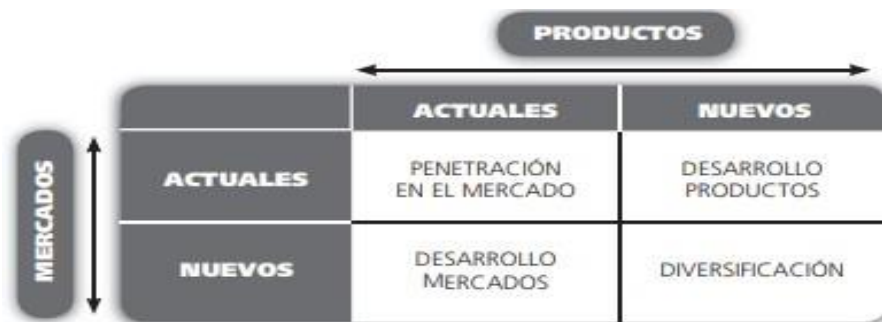 PRODUCTOS
ACTUALES NUEVOS
MERCADOS
ACTUALES
PENETRACIÓN
EN EL MERCADO
DESARROLLO
PRODUCTOS
NUEVOS
DESARROLLO
MERCADOS
DIVERSIFICACIÓN